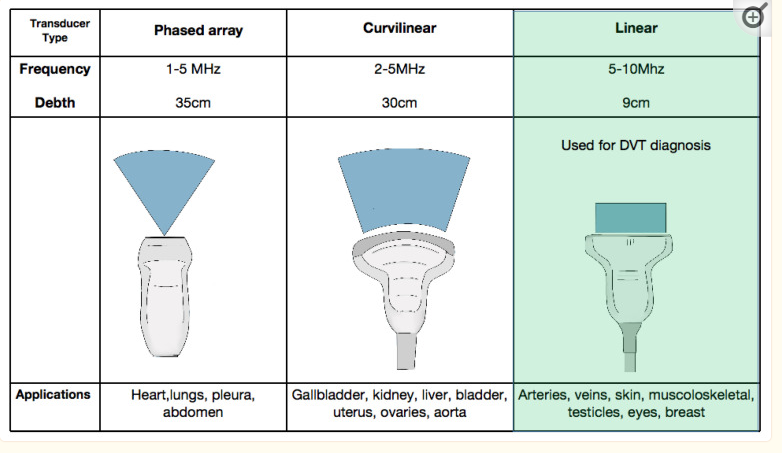 Transducer Type Phased array Curvilinear Linear
Frequency 1-5 MHz 2-5MHz 5-10Mhz
Debth 35cm 30cm 9cm
Used for DVT diagnosis
Applications Heart,lungs, pleura, Gallbladder, kidney, liver, bladder, Arteries, veins, skin, muscoloskeletal,
abdomen uterus, ovaries, aorta testicles, eyes, breast